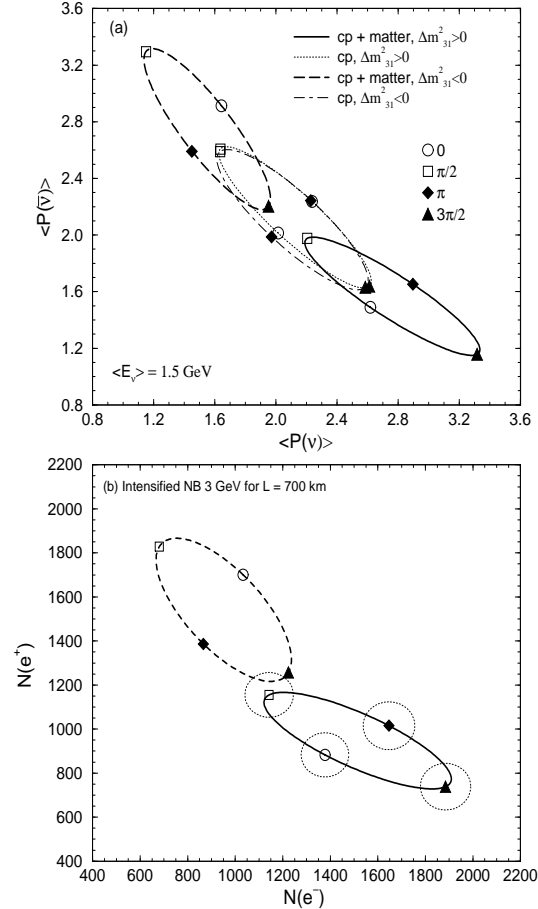 (a)
cp + matter, Δm²₃₁>0
cp, Δm²₃₁>0
cp + matter, Δm²₃₁<0
cp, Δm²₃₁<0
0
π/2
π
3π/2
<P(ν̄)>
3.6
3.2
2.8
2.4
2.0
1.6
1.2
0.8
<Eᵥ> = 1.5 GeV
0.8 1.2 1.6 2.0 2.4 2.8 3.2 3.6
<P(ν)>
(b) Intensified NB 3 GeV for L = 700 km
N(e⁺)
2200
2000
1800
1600
1400
1200
1000
800
600
400
400 600 800 1000 1200 1400 1600 1800 2000 2200
N(e⁻)